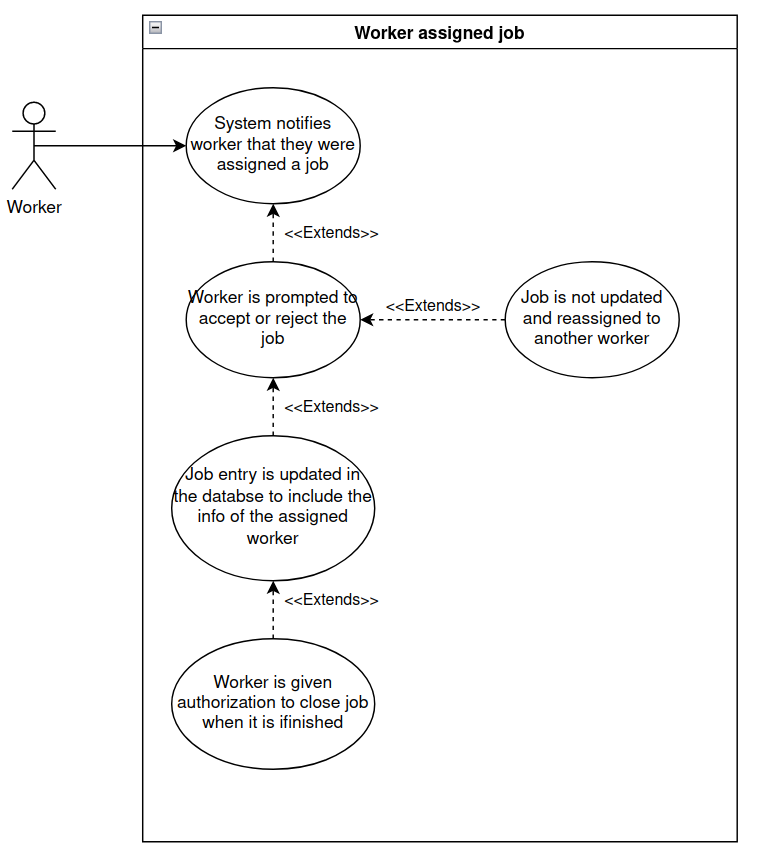 Worker assigned job
System notifies
worker that they were
assigned a job
Worker
<<Extends>>
Worker is prompted to
accept or reject the
job
<<Extends>>
Job is not updated
and reassigned to
another worker
<<Extends>>
Job entry is updated in
the databse to include the
info of the assigned
worker
<<Extends>>
Worker is given
authorization to close job
when it is ifinished